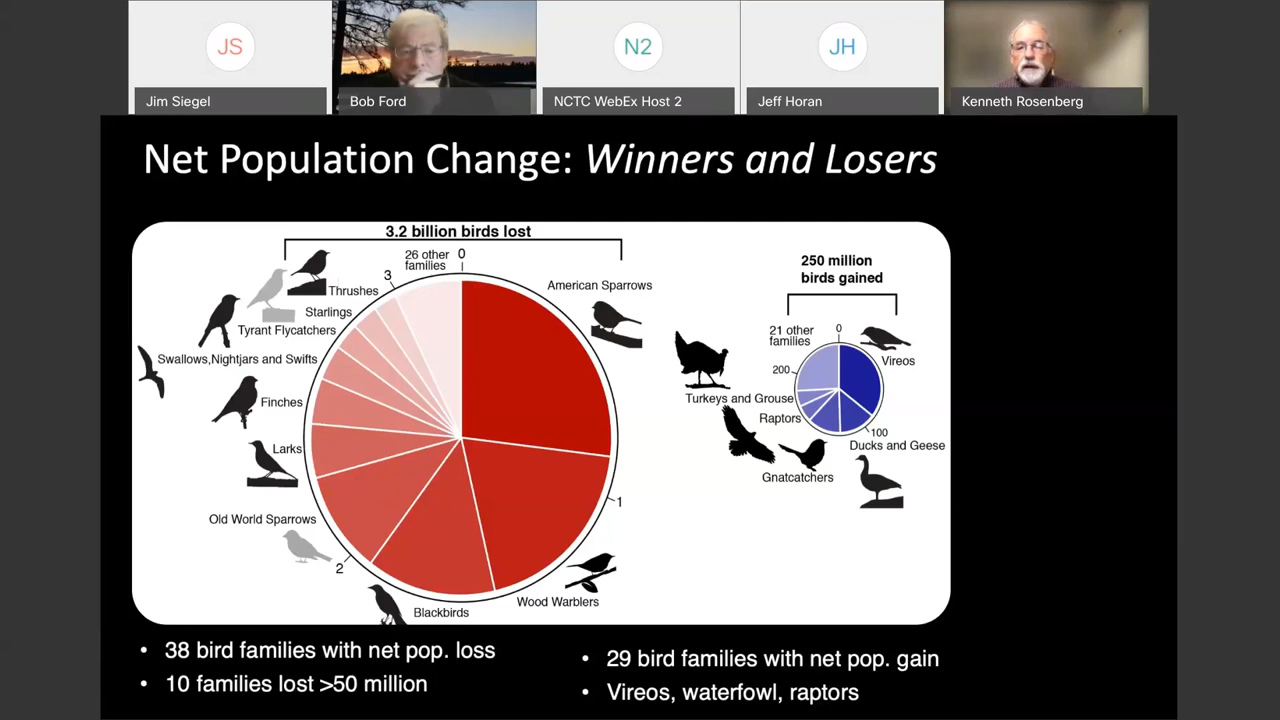 JS
N2
JH
Jim Siegel
Bob Ford
NCTC WebEx Host 2
Jeff Horan
Kenneth Rosenberg
Net Population Change: Winners and Losers
3.2 billion birds lost
26 other
families
0
3
Thrushes
Starlings
Tyrant Flycatchers
Swallows,Nightjars and Swifts
Finches
Larks
Old World Sparrows
2
Blackbirds
Wood Warblers
1
American Sparrows
250 million
birds gained
21 other
families
0
Vireos
200
Turkeys and Grouse
Raptors
100
Ducks and Geese
Gnatcatchers
• 38 bird families with net pop. loss
• 10 families lost >50 million
• 29 bird families with net pop. gain
• Vireos, waterfowl, raptors